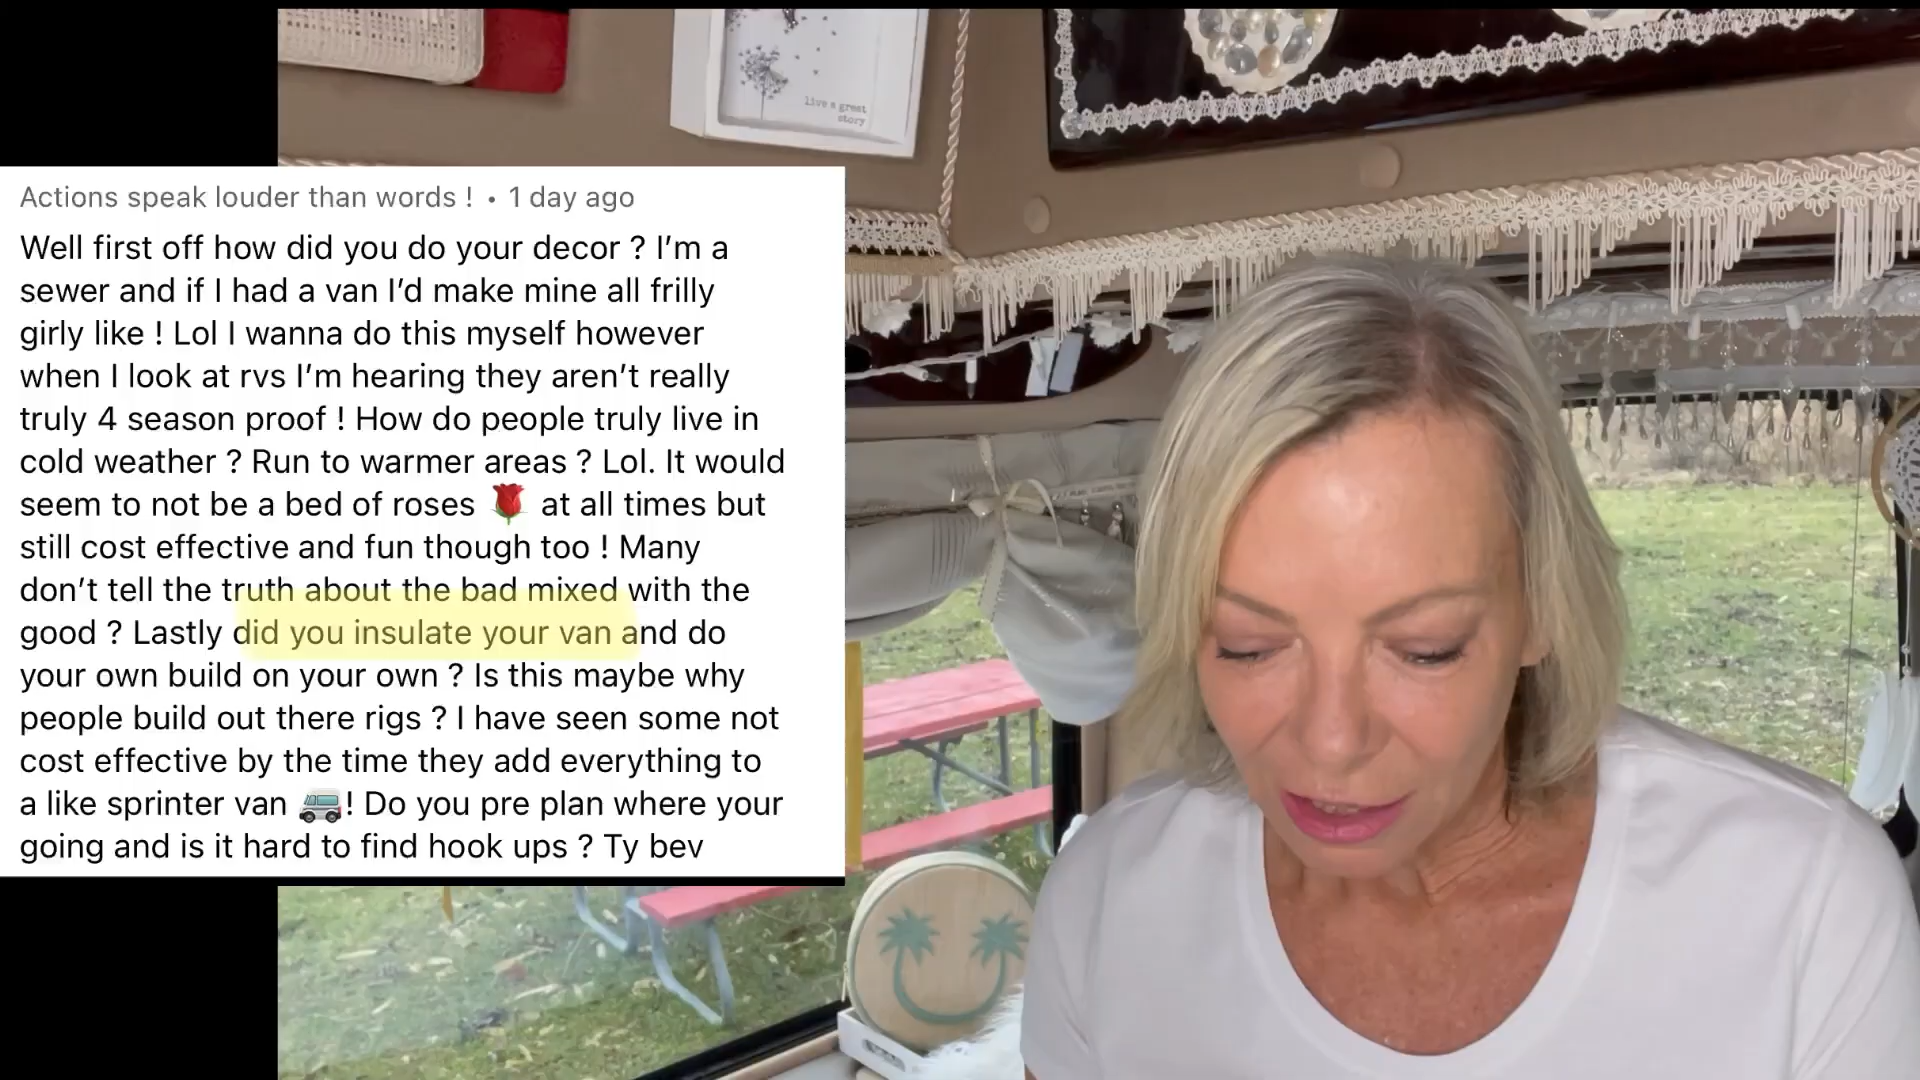 live a great
story
Actions speak louder than words ! • 1 day ago
Well first off how did you do your decor ? I’m a
sewer and if I had a van I’d make mine all frilly
girly like ! Lol I wanna do this myself however
when I look at rvs I’m hearing they aren’t really
truly 4 season proof ! How do people truly live in
cold weather ? Run to warmer areas ? Lol. It would
seem to not be a bed of roses 🌹 at all times but
still cost effective and fun though too ! Many
don’t tell the truth about the bad mixed with the
good ? Lastly did you insulate your van and do
your own build on your own ? Is this maybe why
people build out there rigs ? I have seen some not
cost effective by the time they add everything to
a like sprinter van 🚐! Do you pre plan where your
going and is it hard to find hook ups ? Ty bev